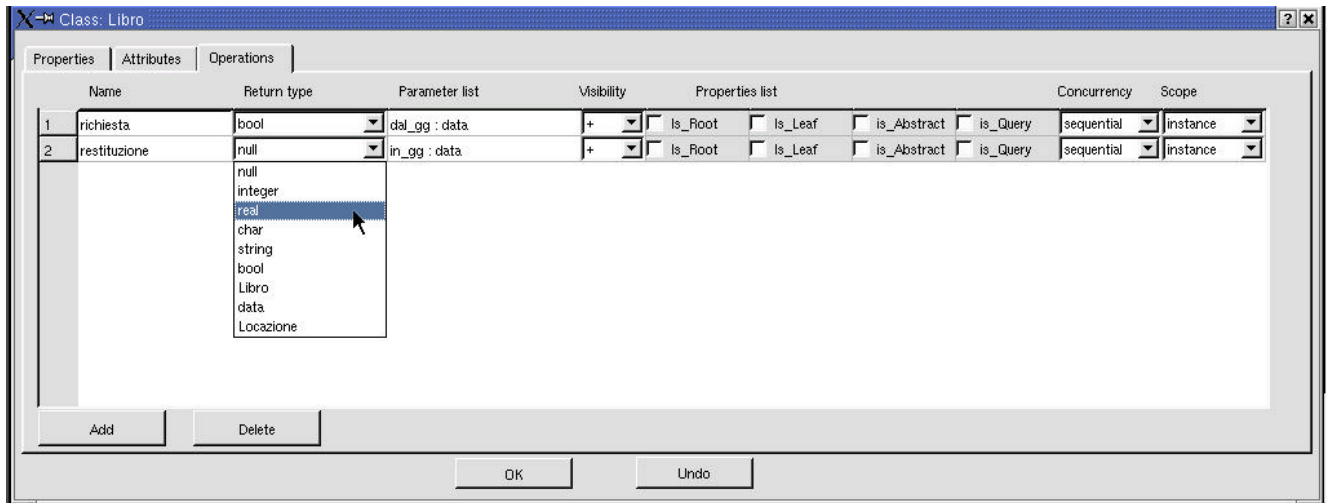 Class: Libro
Properties Attributes Operations
Name Return type Parameter list Visibility Properties list Concurrency Scope
1 richiesta bool dal_gg : data + Is_Root Is_Leaf is_Abstract is_Query sequential instance
2 restituzione null in_gg : data + Is_Root Is_Leaf is_Abstract is_Query sequential instance
null
integer
real
char
string
bool
Libro
data
Locazione
Add Delete
OK Undo